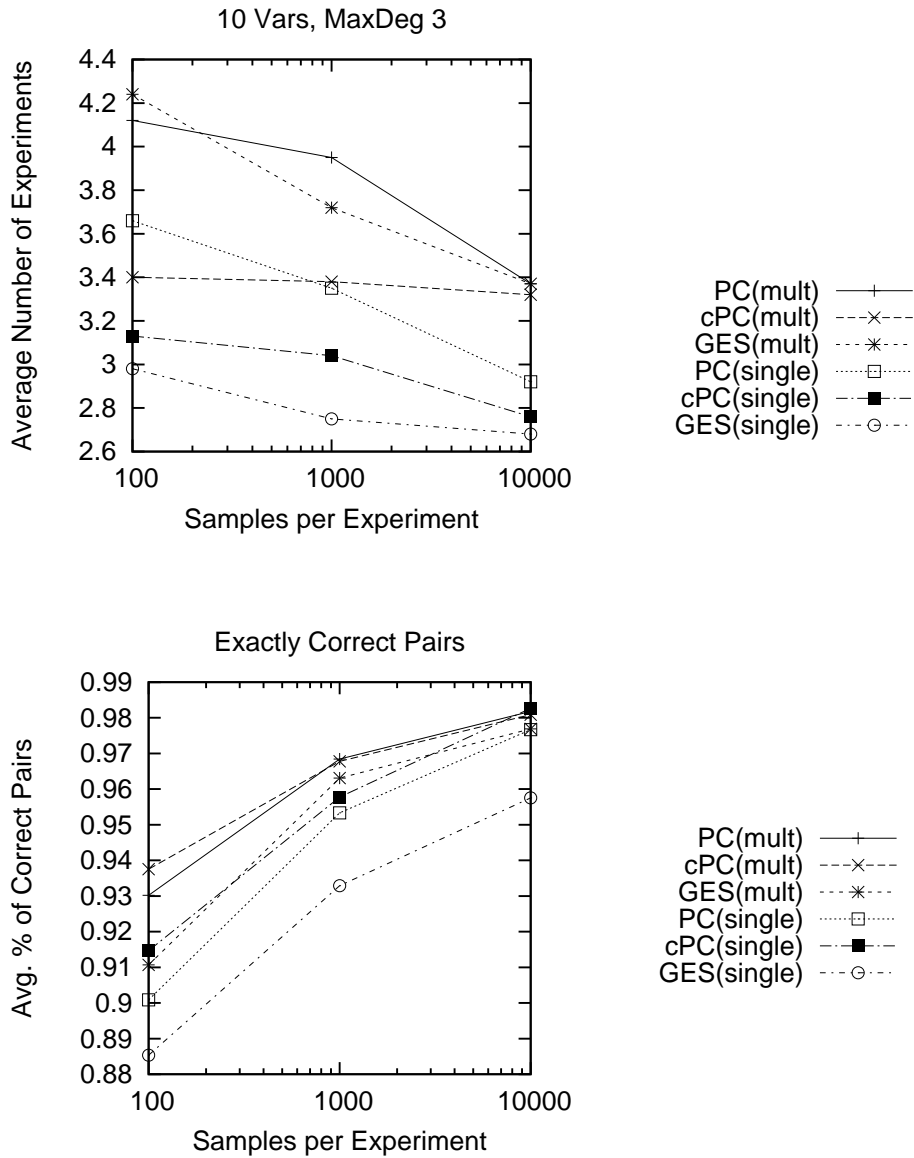 10 Vars, MaxDeg 3
Average Number of Experiments
4.4
4.2
4
3.8
3.6
3.4
3.2
3
2.8
2.6
100
1000
10000
Samples per Experiment
PC(mult)
cPC(mult)
GES(mult)
PC(single)
cPC(single)
GES(single)
Exactly Correct Pairs
Avg. % of Correct Pairs
0.99
0.98
0.97
0.96
0.95
0.94
0.93
0.92
0.91
0.9
0.89
0.88
100
1000
10000
Samples per Experiment
PC(mult)
cPC(mult)
GES(mult)
PC(single)
cPC(single)
GES(single)